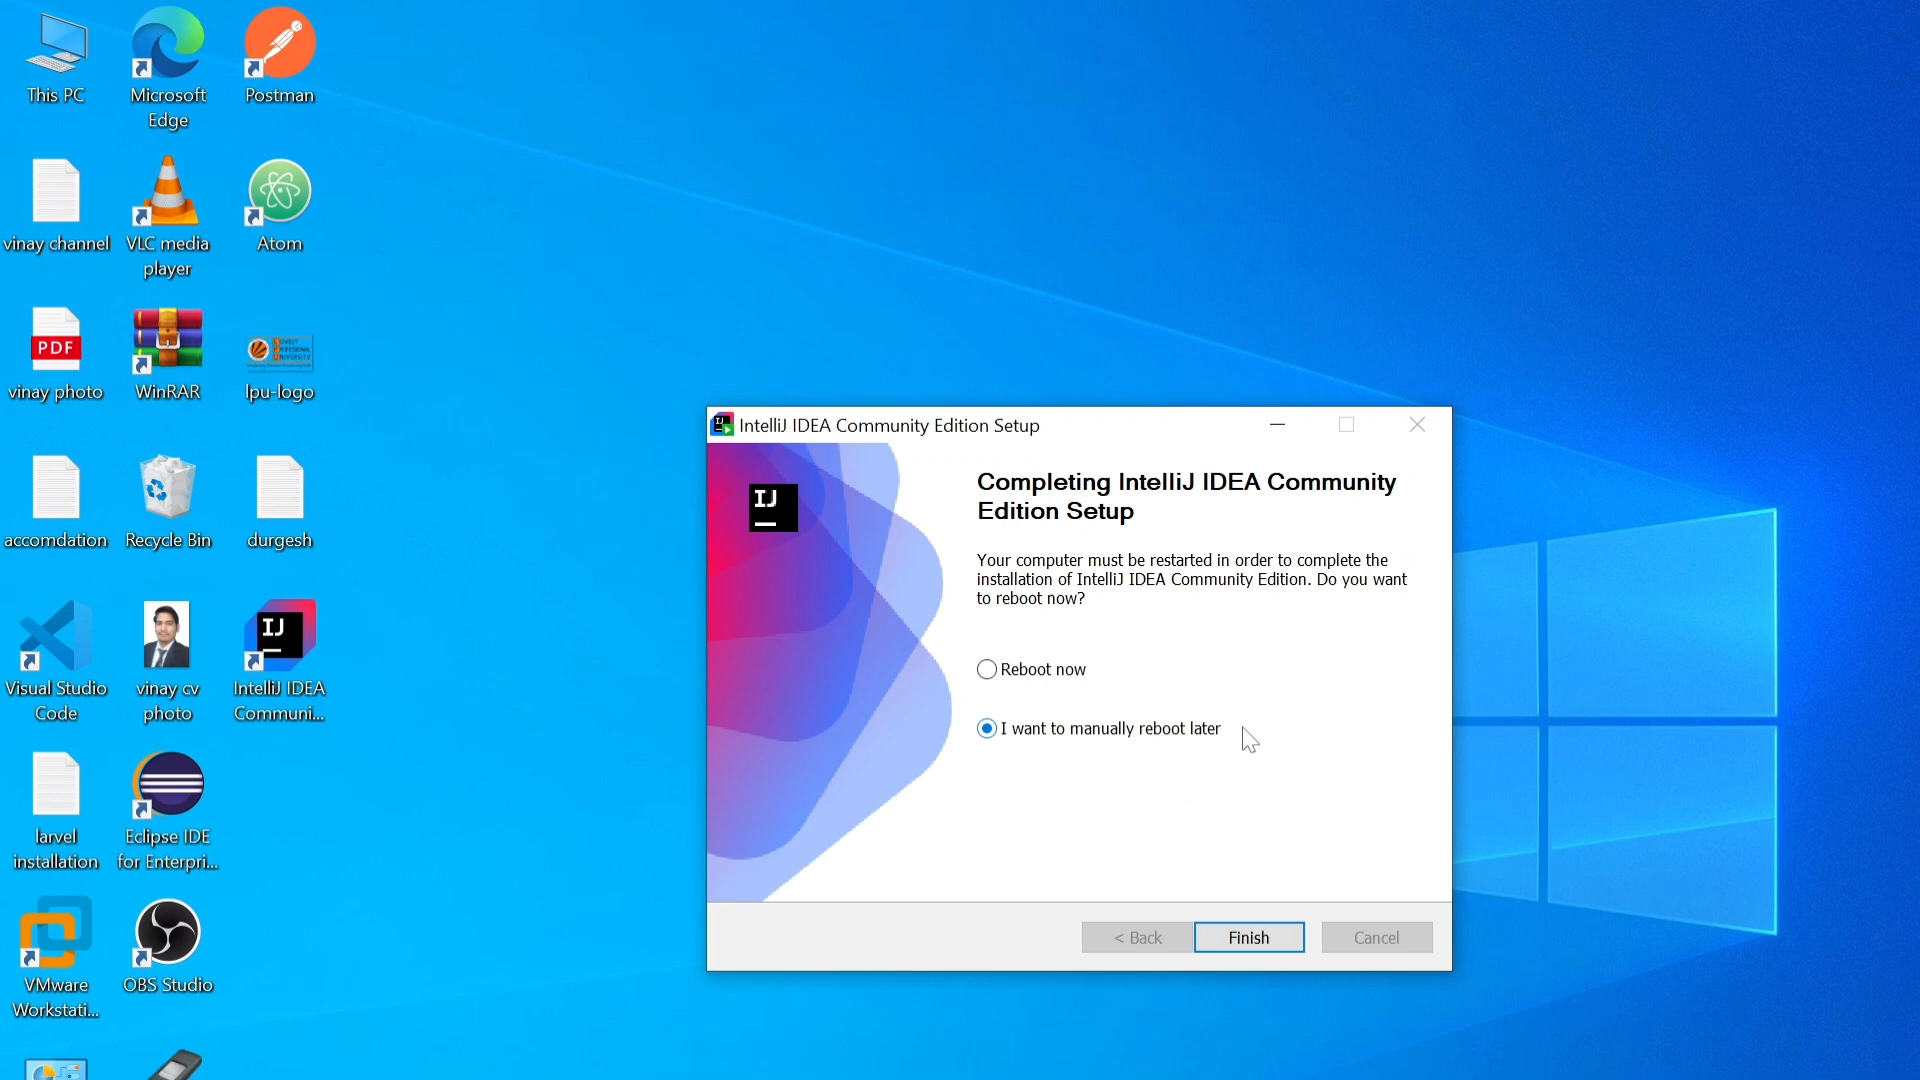 This PC
Microsoft
Edge
Postman
vinay channel
VLC media
player
Atom
PDF
vinay photo
WinRAR
LOVELY
PROFESSIONAL
UNIVERSITY
lpu-logo
accomdation
Recycle Bin
durgesh
Visual Studio
Code
vinay cv
photo
IJ
IntelliJ IDEA
Communi...
larvel
installation
Eclipse IDE
for Enterpri...
VMware
Workstati...
OBS Studio
IntelliJ IDEA Community Edition Setup
IJ
Completing IntelliJ IDEA Community
Edition Setup
Your computer must be restarted in order to complete the
installation of IntelliJ IDEA Community Edition. Do you want
to reboot now?
Reboot now
I want to manually reboot later
< Back
Finish
Cancel